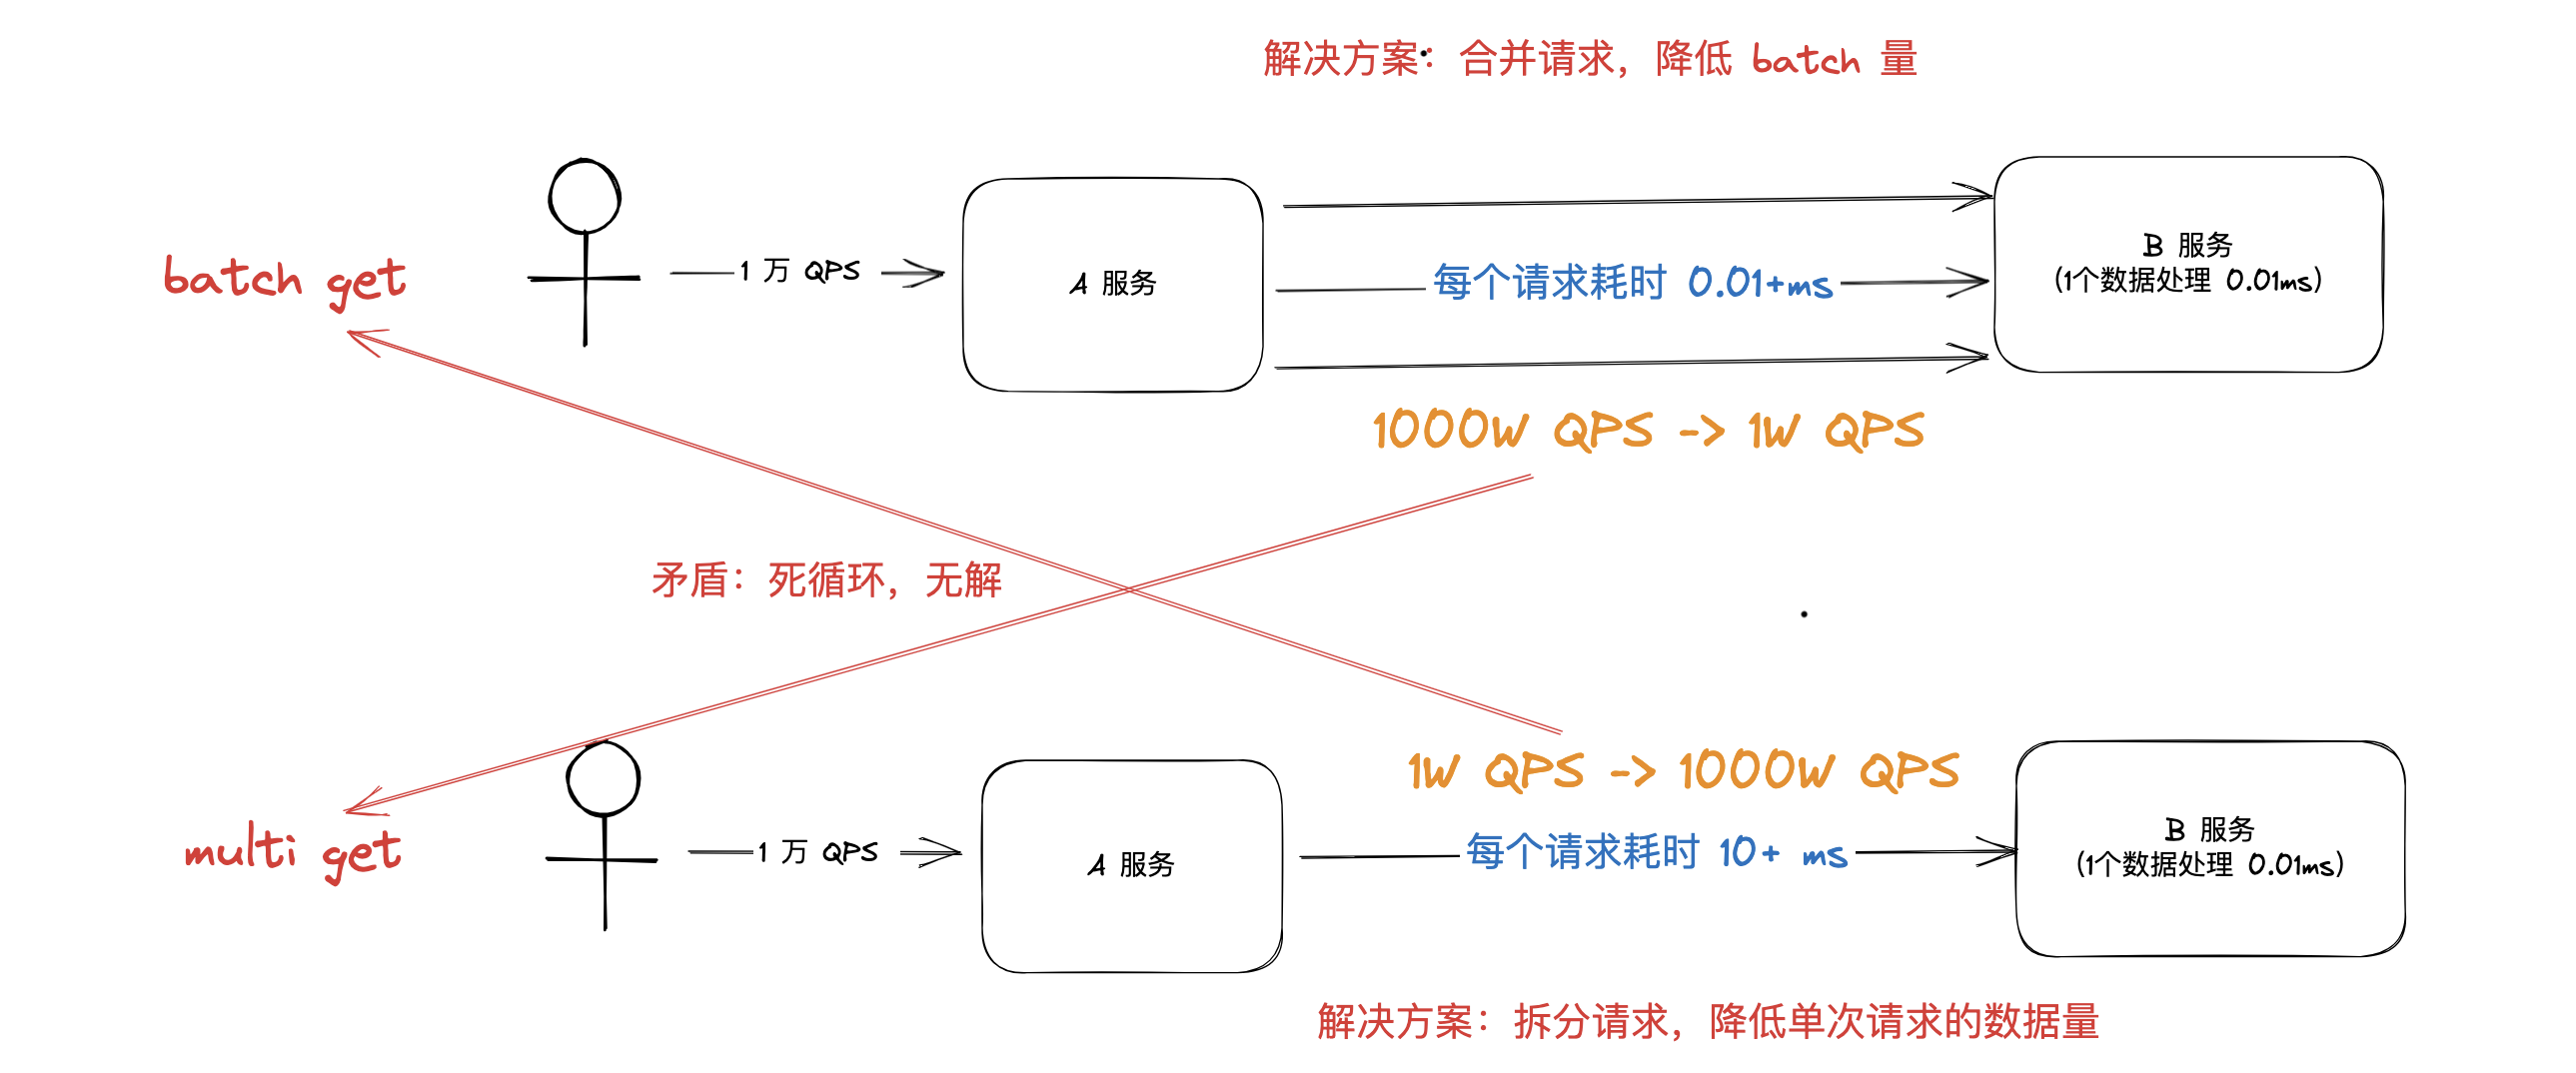 解决方案：合并请求，降低 batch 量
batch get
1 万 QPS
A 服务
每个请求耗时 0.01+ms
B 服务
(1个数据处理 0.01ms)
1000W QPS -> 1W QPS
矛盾：死循环，无解
1W QPS -> 1000W QPS
multi get
1 万 QPS
A 服务
每个请求耗时 10+ ms
B 服务
(1个数据处理 0.01ms)
解决方案：拆分请求，降低单次请求的数据量